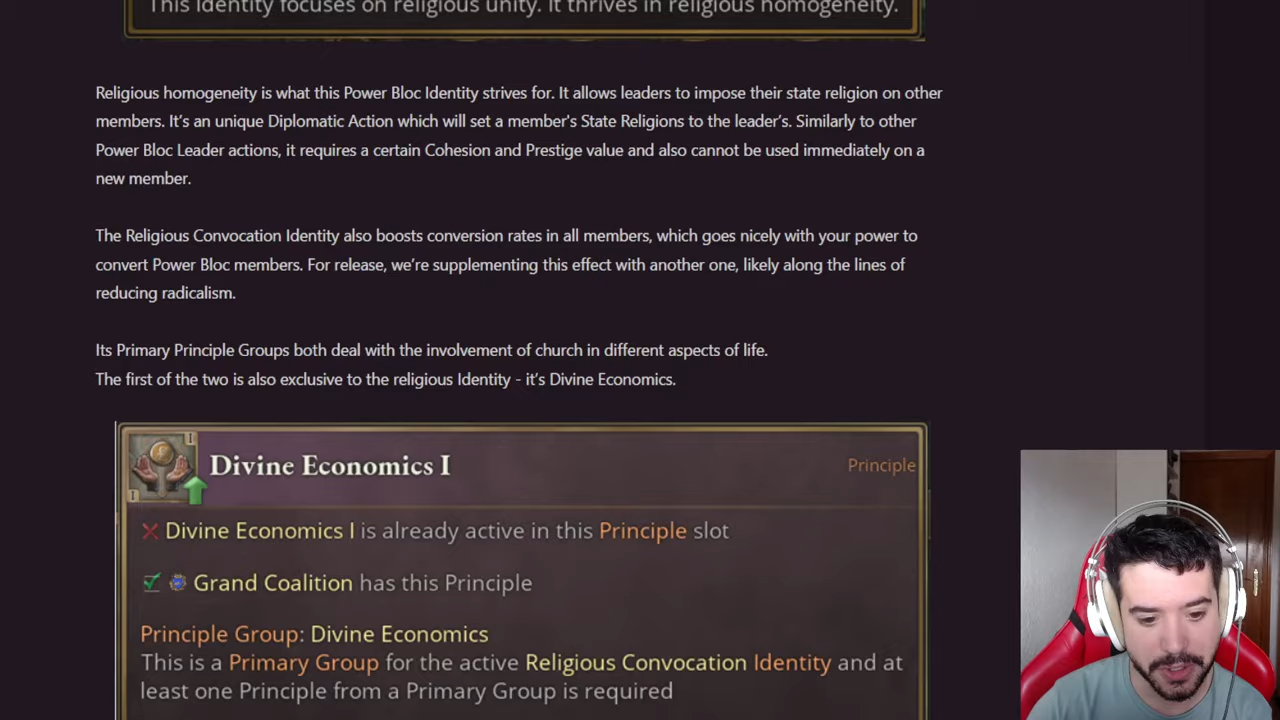 This Identity focuses on religious unity. It thrives in religious homogeneity.
Religious homogeneity is what this Power Bloc Identity strives for. It allows leaders to impose their state religion on other
members. It's an unique Diplomatic Action which will set a member's State Religions to the leader's. Similarly to other
Power Bloc Leader actions, it requires a certain Cohesion and Prestige value and also cannot be used immediately on a
new member.
The Religious Convocation Identity also boosts conversion rates in all members, which goes nicely with your power to
convert Power Bloc members. For release, we're supplementing this effect with another one, likely along the lines of
reducing radicalism.
Its Primary Principle Groups both deal with the involvement of church in different aspects of life.
The first of the two is also exclusive to the religious Identity - it's Divine Economics.
I
I
Divine Economics I
Principle
Divine Economics I is already active in this Principle slot
Grand Coalition has this Principle
Principle Group: Divine Economics
This is a Primary Group for the active Religious Convocation Identity and at
least one Principle from a Primary Group is required